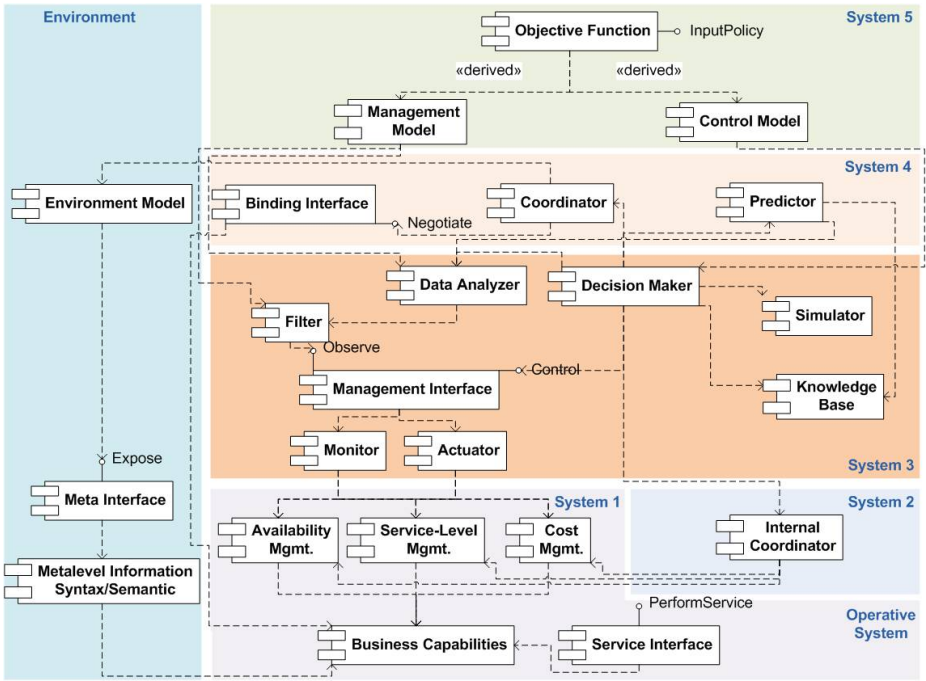 Environment
System 5
Objective Function
InputPolicy
«derived»
«derived»
Management
Model
Control Model
System 4
Environment Model
Binding Interface
Coordinator
Predictor
Negotiate
Data Analyzer
Decision Maker
Simulator
Filter
Observe
Control
Management Interface
Knowledge
Base
Monitor
Actuator
Expose
System 3
Meta Interface
System 1
System 2
Availability
Mgmt.
Service-Level
Mgmt.
Cost
Mgmt.
Internal
Coordinator
Metalevel Information
Syntax/Semantic
PerformService
Operative
System
Business Capabilities
Service Interface